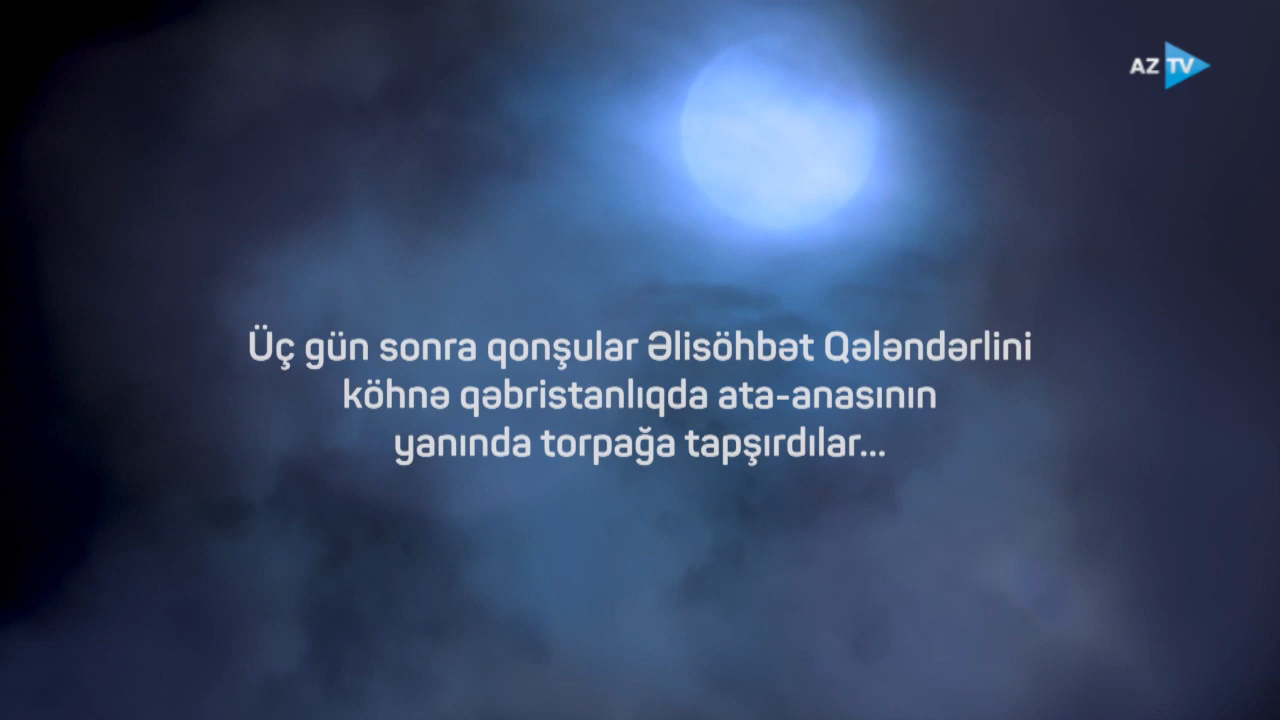 AZ TV
Üç gün sonra qonşular Əlisöhbət Qələndərlini
köhnə qəbristanlıqda ata-anasının
yanında torpağa tapşırdılar...